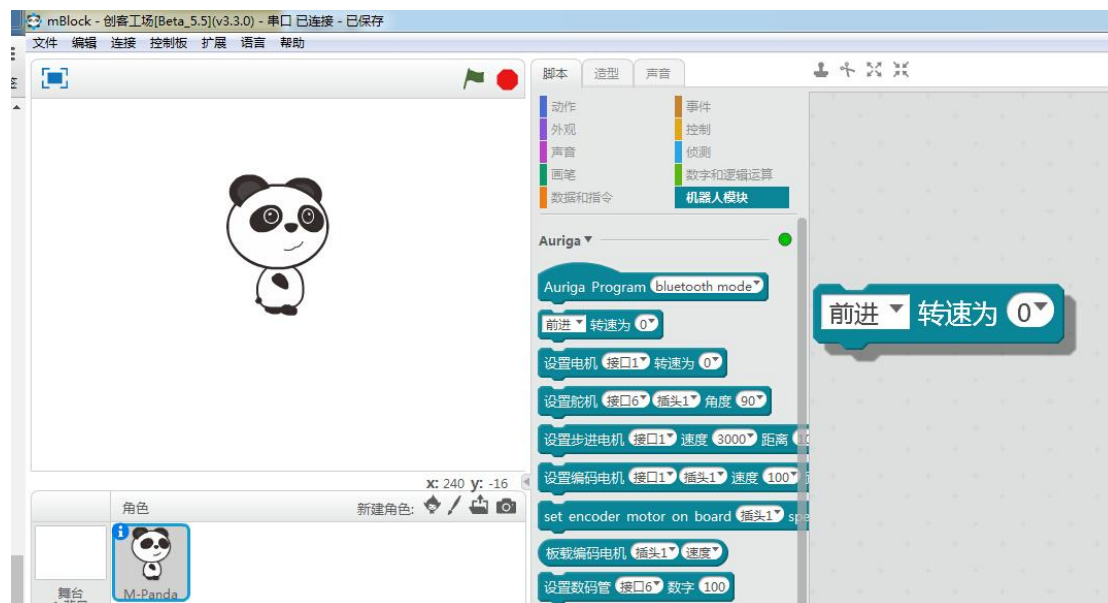 mBlock - 创客工场[Beta_5.5](v3.3.0) - 串口 已连接 - 已保存
文件 编辑 连接 控制板 扩展 语言 帮助
脚本 造型 声音
动作 事件
外观 控制
声音 侦测
画笔 数字和逻辑运算
数据和指令 机器人模块
Auriga
Auriga Program bluetooth mode
前进 转速为 0
设置电机 接口1 转速为 0
设置舵机 接口6 插头1 角度 90
设置步进电机 接口1 速度 3000 距离
设置编码电机 接口1 插头1 速度 100
set encoder motor on board 插头1
板载编码电机 插头1 速度
设置数码管 接口6 数字 100
前进 转速为 0
x: 240 y: -16
角色 新建角色:
舞台
M-Panda